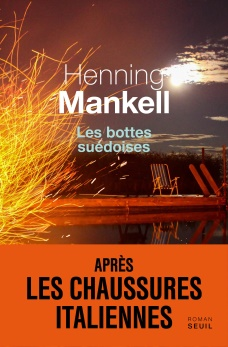 Henning
Mankell
Les bottes
suédoises
APRÈS
LES CHAUSSURES
ITALIENNES
ROMAN
SEUIL